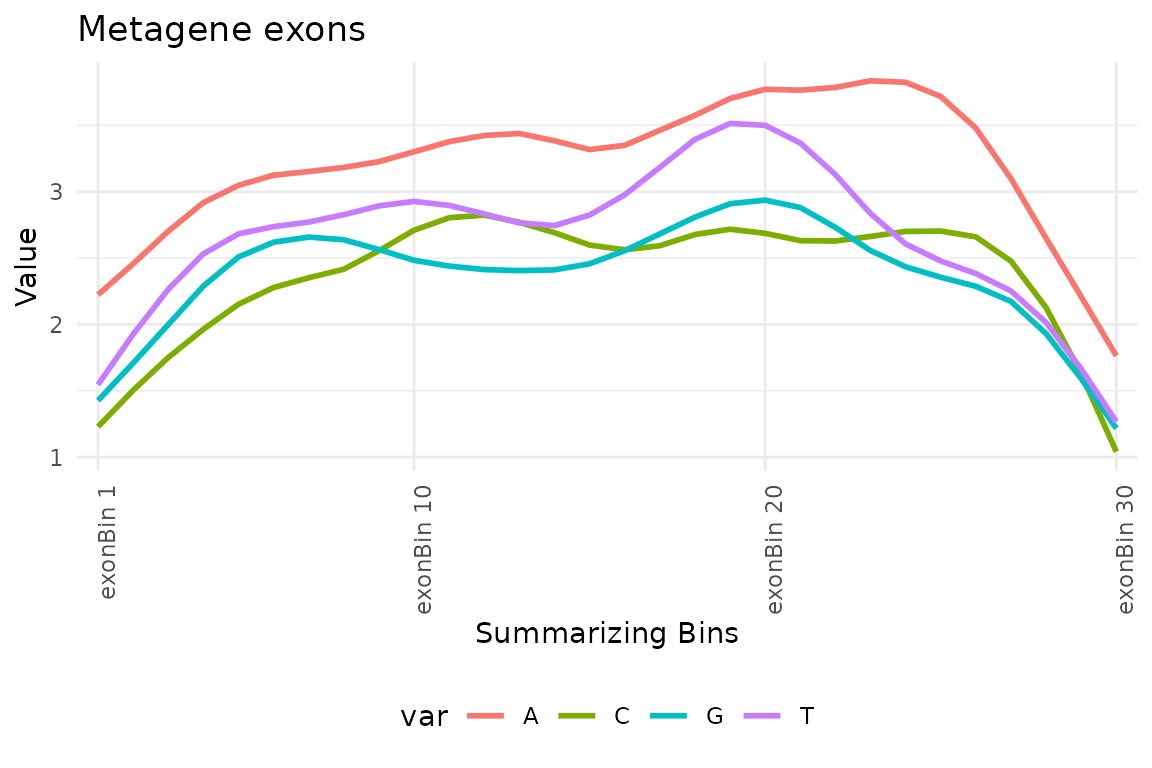 Metagene exons
Value
3
2
1
exonBin 1
exonBin 10
exonBin 20
exonBin 30
Summarizing Bins
var A C G T